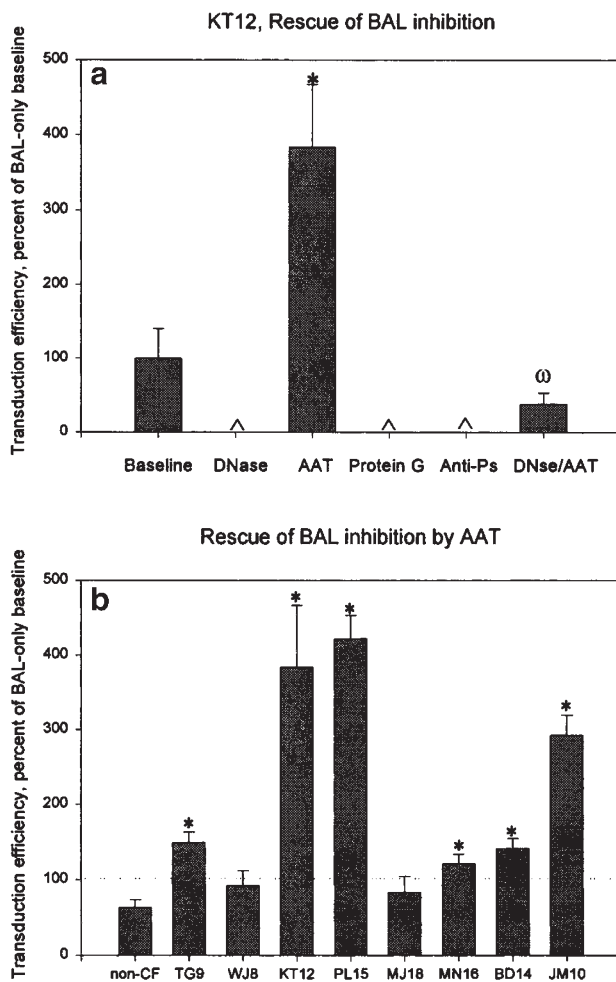 KT12, Rescue of BAL inhibition
a
Transduction efficiency, percent of BAL-only baseline
500
400
300
200
100
0
*
^
^
^
ω
Baseline DNase AAT Protein G Anti-Ps DNse/AAT
Rescue of BAL inhibition by AAT
b
Transduction efficiency, percent of BAL-only baseline
500
400
300
200
100
0
*
*
*
*
*
*
non-CF TG9 WJ8 KT12 PL15 MJ18 MN16 BD14 JM10